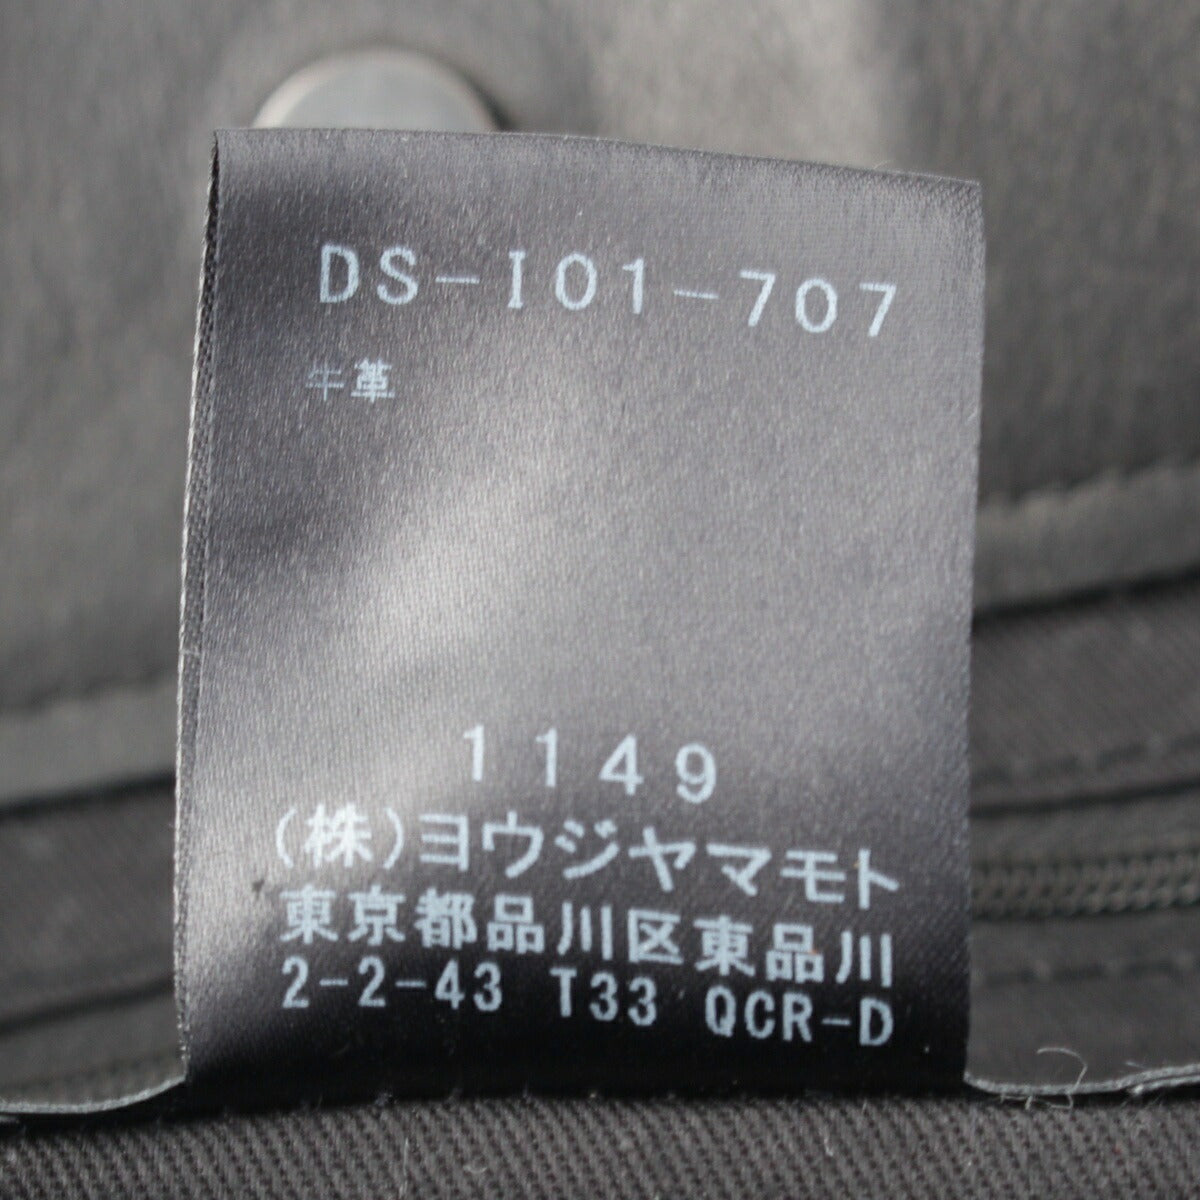 DS-I01-707
牛革
1149
(株)ヨウジヤマモト
東京都品川区東品川
2-2-43 T33 QCR-D